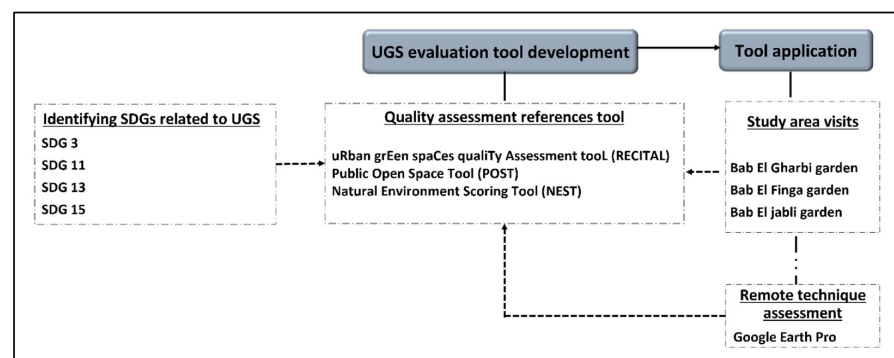 UGS evaluation tool development
Tool application
Identifying SDGs related to UGS
SDG 3
SDG 11
SDG 13
SDG 15
Quality assessment references tool
uRban grEen spaCes qualiTy Assessment tooL (RECITAL)
Public Open Space Tool (POST)
Natural Environment Scoring Tool (NEST)
Study area visits
Bab El Gharbi garden
Bab El Finga garden
Bab El jabli garden
Remote technique
assessment
Google Earth Pro